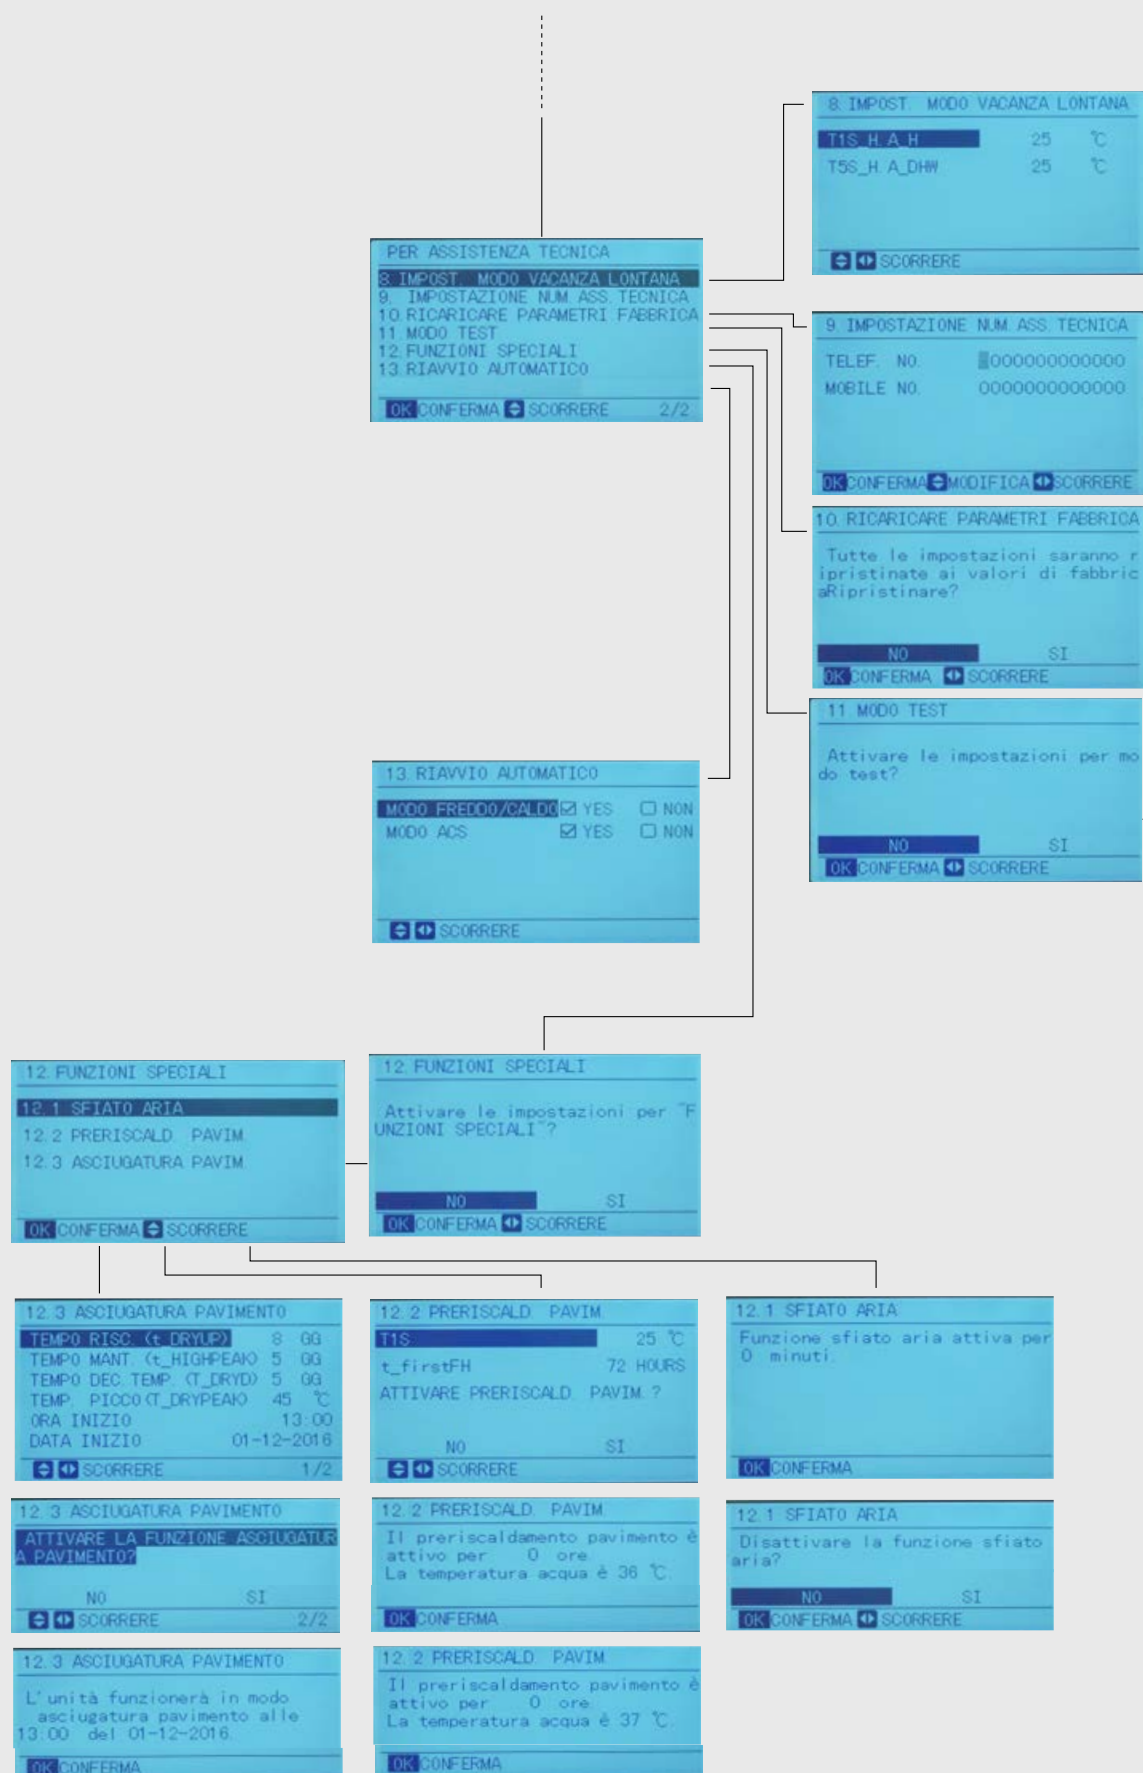 8. IMPOST. MODO VACANZA LONTANA
T1S_H.A_H 25 ℃
T5S_H.A_DHW 25 ℃
SCORRERE
PER ASSISTENZA TECNICA
8. IMPOST. MODO VACANZA LONTANA
9. IMPOSTAZIONE NUM.ASS.TECNICA
10.RICARICARE PARAMETRI FABBRICA
11.MODO TEST
12.FUNZIONI SPECIALI
13.RIAVVIO AUTOMATICO
OK CONFERMA SCORRERE 2/2
9. IMPOSTAZIONE NUM.ASS.TECNICA
TELEF. NO. 0000000000000
MOBILE NO. 0000000000000
OK CONFERMA MODIFICA SCORRERE
10. RICARICARE PARAMETRI FABBRICA
Tutte le impostazioni saranno r
ipristinate ai valori di fabbric
aRipristinare?
NO SI
OK CONFERMA SCORRERE
11 MODO TEST
Attivare le impostazioni per mo
do test?
NO SI
OK CONFERMA SCORRERE
13.RIAVVIO AUTOMATICO
MODO FREDDO/CALDO YES NON
MODO ACS YES NON
SCORRERE
12.FUNZIONI SPECIALI
12.1 SFIATO ARIA
12.2 PRERISCALD. PAVIM.
12.3 ASCIUGATURA PAVIM.
OK CONFERMA SCORRERE
12.FUNZIONI SPECIALI
Attivare le impostazioni per "F
UNZIONI SPECIALI"?
NO SI
OK CONFERMA SCORRERE
12.3 ASCIUGATURA PAVIMENTO
TEMPO RISC.(t_DRYUP) 8 GG
TEMPO MANT.(t_HIGHPEAK) 5 GG
TEMPO DEC.TEMP.(T_DRYD) 5 GG
TEMP. PICCO(T_DRYPEAK) 45 ℃
ORA INIZIO 13:00
DATA INIZIO 01-12-2016
SCORRERE 1/2
12.2 PRERISCALD. PAVIM.
T1S 25 ℃
t_firstFH 72 HOURS
ATTIVARE PRERISCALD. PAVIM.?
NO SI
SCORRERE
12.1 SFIATO ARIA
Funzione sfiato aria attiva per
0 minuti.
OK CONFERMA
12.3 ASCIUGATURA PAVIMENTO
ATTIVARE LA FUNZIONE ASCIUGATUR
A PAVIMENTO?
NO SI
SCORRERE 2/2
12.2 PRERISCALD. PAVIM.
Il preriscaldamento pavimento è
attivo per 0 ore.
La temperatura acqua è 36 ℃.
OK CONFERMA
12.1 SFIATO ARIA
Disattivare la funzione sfiato
aria?
NO SI
OK CONFERMA SCORRERE
12.3 ASCIUGATURA PAVIMENTO
L'unità funzionerà in modo
asciugatura pavimento alle
13:00 del 01-12-2016.
OK CONFERMA
12.2 PRERISCALD. PAVIM.
Il preriscaldamento pavimento è
attivo per 0 ore.
La temperatura acqua è 37 ℃.
OK CONFERMA